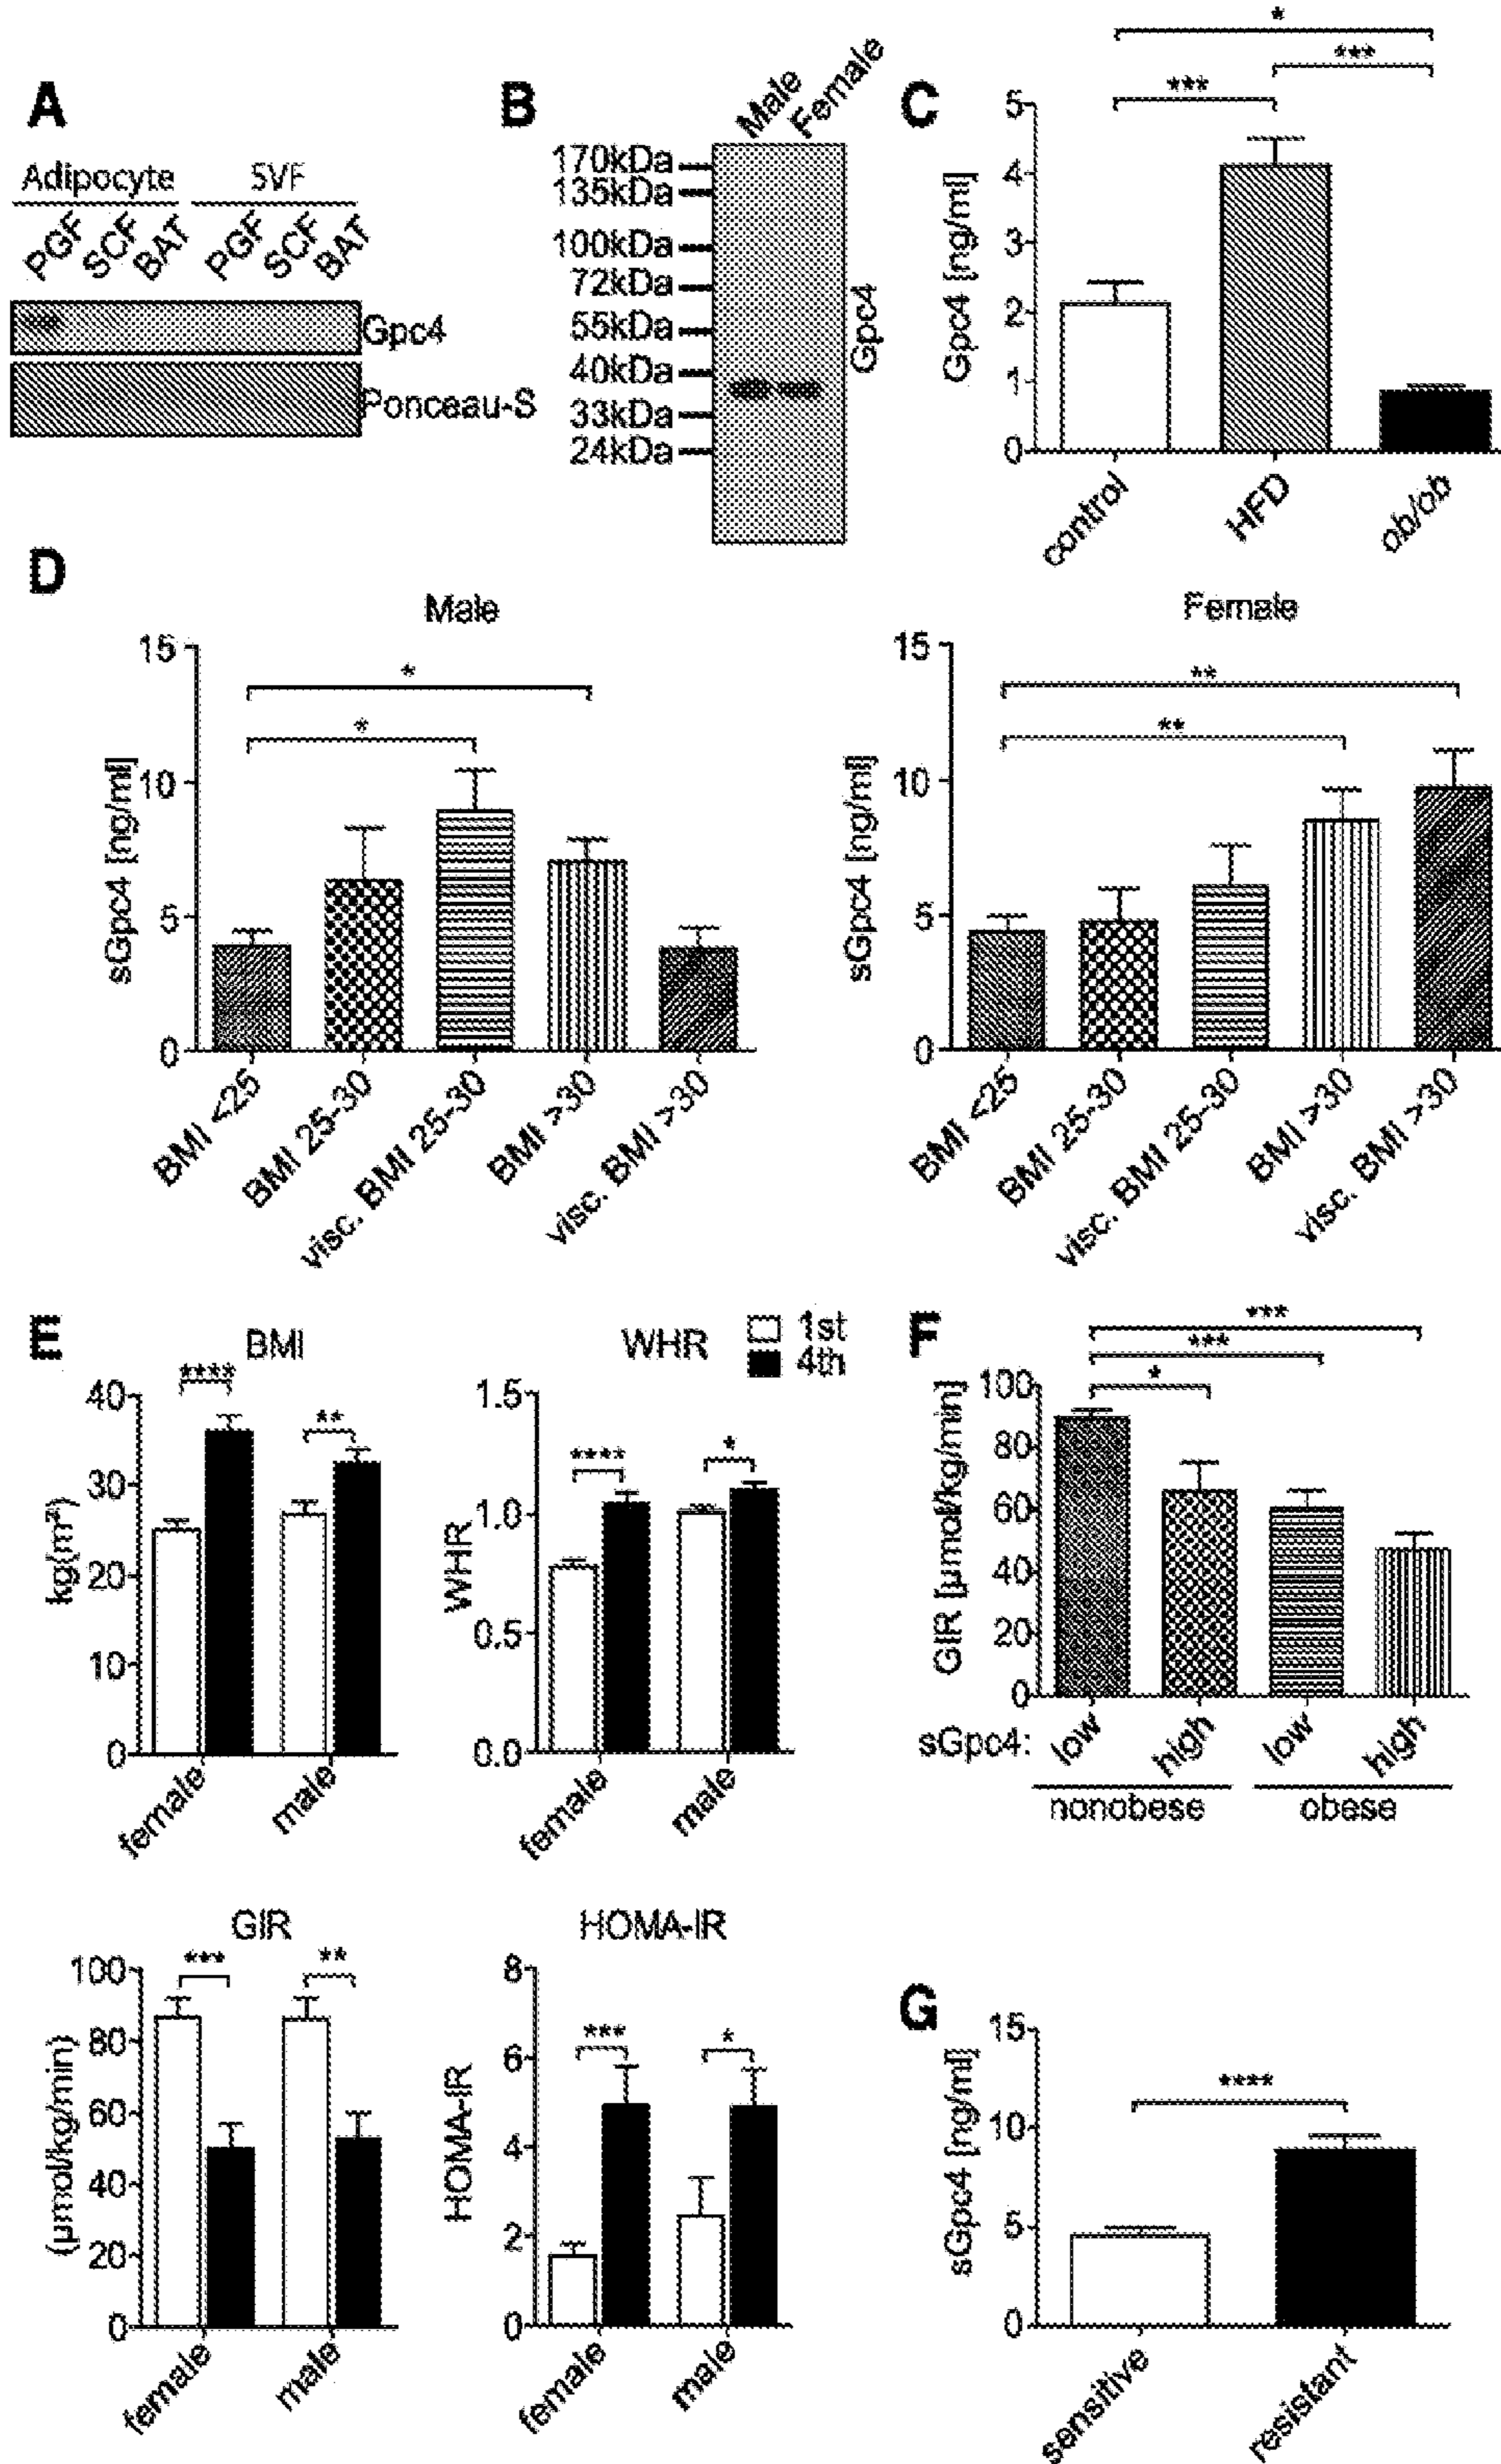 A
Adipocyte SVF
PGF SCF BAT PGF SCF BAT
Gpc4
Ponceau-S
B
Male Female
170kDa
135kDa
100kDa
72kDa
55kDa
40kDa
33kDa
24kDa
Gpc4
C
*
***
***
Gpc4 [ng/ml]
5
4
3
2
1
0
control HFD ob/ob
D
Male
sGpc4 [ng/ml]
15
10
5
0
*
*
BMI <25 BMI 25-30 visc. BMI 25-30 BMI >30 visc. BMI >30
Female
sGpc4 [ng/ml]
15
10
5
0
**
**
BMI <25 BMI 25-30 visc. BMI 25-30 BMI >30 visc. BMI >30
E
BMI
kg(m²)
40
30
20
10
0
**** **
female male
WHR
1st
4th
WHR
1.5
1.0
0.5
0.0
**** *
female male
F
***
***
*
GIR [µmol/kg/min]
100
80
60
40
20
0
sGpc4: low high low high
nonobese obese
GIR
(µmol/kg/min)
100
80
60
40
20
0
*** **
female male
HOMA-IR
HOMA-IR
8
6
4
2
0
*** *
female male
G
sGpc4 [ng/ml]
15
10
5
0
****
sensitive resistant